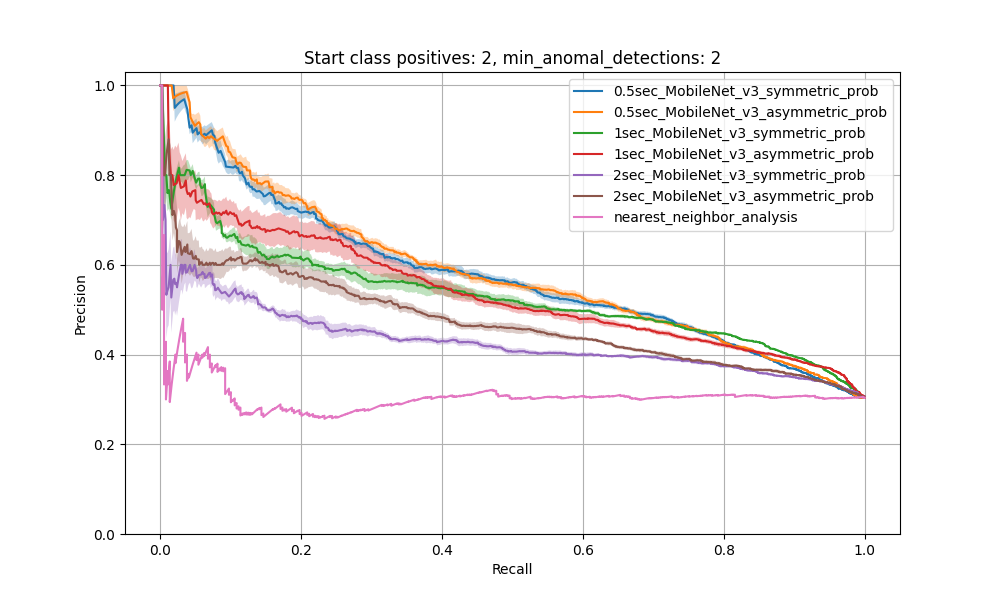 Start class positives: 2, min_anomal_detections: 2
1.0
0.8
0.6
0.4
0.2
0.0
Precision
0.5sec_MobileNet_v3_symmetric_prob
0.5sec_MobileNet_v3_asymmetric_prob
1sec_MobileNet_v3_symmetric_prob
1sec_MobileNet_v3_asymmetric_prob
2sec_MobileNet_v3_symmetric_prob
2sec_MobileNet_v3_asymmetric_prob
nearest_neighbor_analysis
0.0 0.2 0.4 0.6 0.8 1.0
Recall